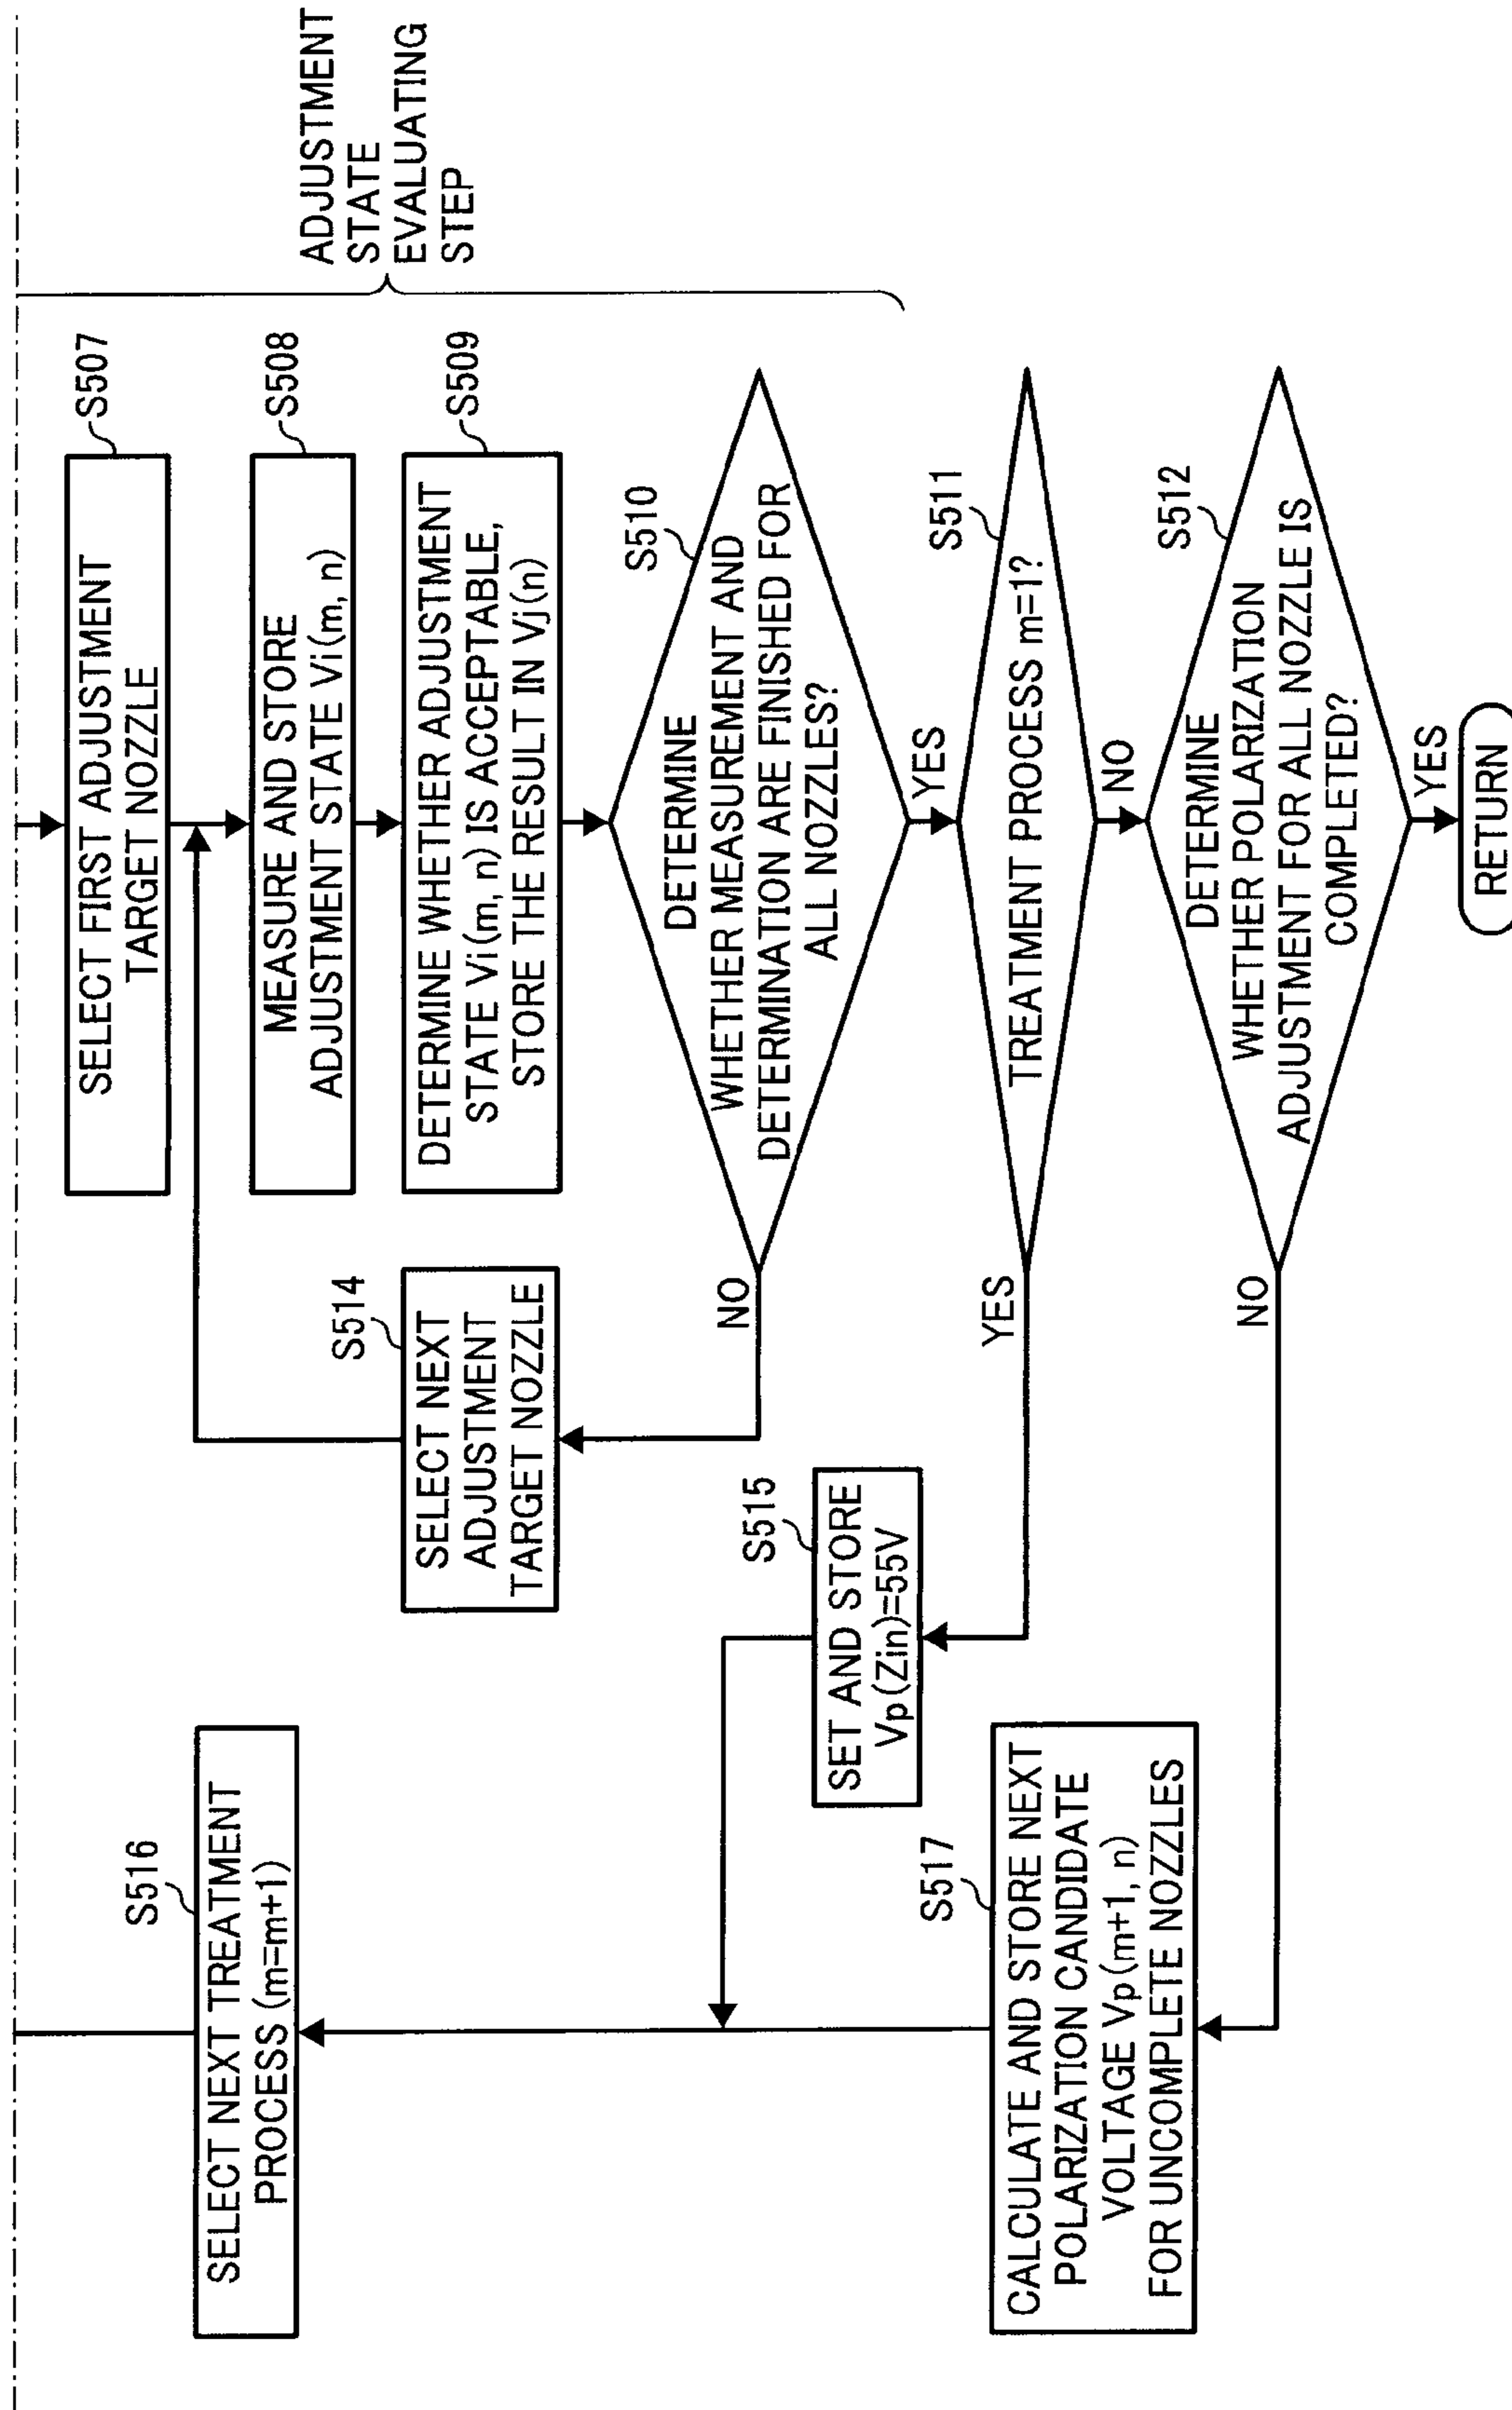 S507
SELECT FIRST ADJUSTMENT
TARGET NOZZLE
S508
MEASURE AND STORE
ADJUSTMENT STATE Vi(m, n)
S509
DETERMINE WHETHER ADJUSTMENT
STATE Vi(m, n) IS ACCEPTABLE,
STORE THE RESULT IN Vj(n)
ADJUSTMENT
STATE
EVALUATING
STEP
S510
DETERMINE
WHETHER MEASUREMENT AND
DETERMINATION ARE FINISHED FOR
ALL NOZZLES?
NO
YES
S514
SELECT NEXT
ADJUSTMENT
TARGET NOZZLE
S511
TREATMENT PROCESS m=1?
YES
NO
S515
SET AND STORE
Vp(Zin)=55V
S512
DETERMINE
WHETHER POLARIZATION
ADJUSTMENT FOR ALL NOZZLE IS
COMPLETED?
NO
YES
RETURN
S516
SELECT NEXT TREATMENT
PROCESS (m=m+1)
S517
CALCULATE AND STORE NEXT
POLARIZATION CANDIDATE
VOLTAGE Vp(m+1, n)
FOR UNCOMPLETE NOZZLES